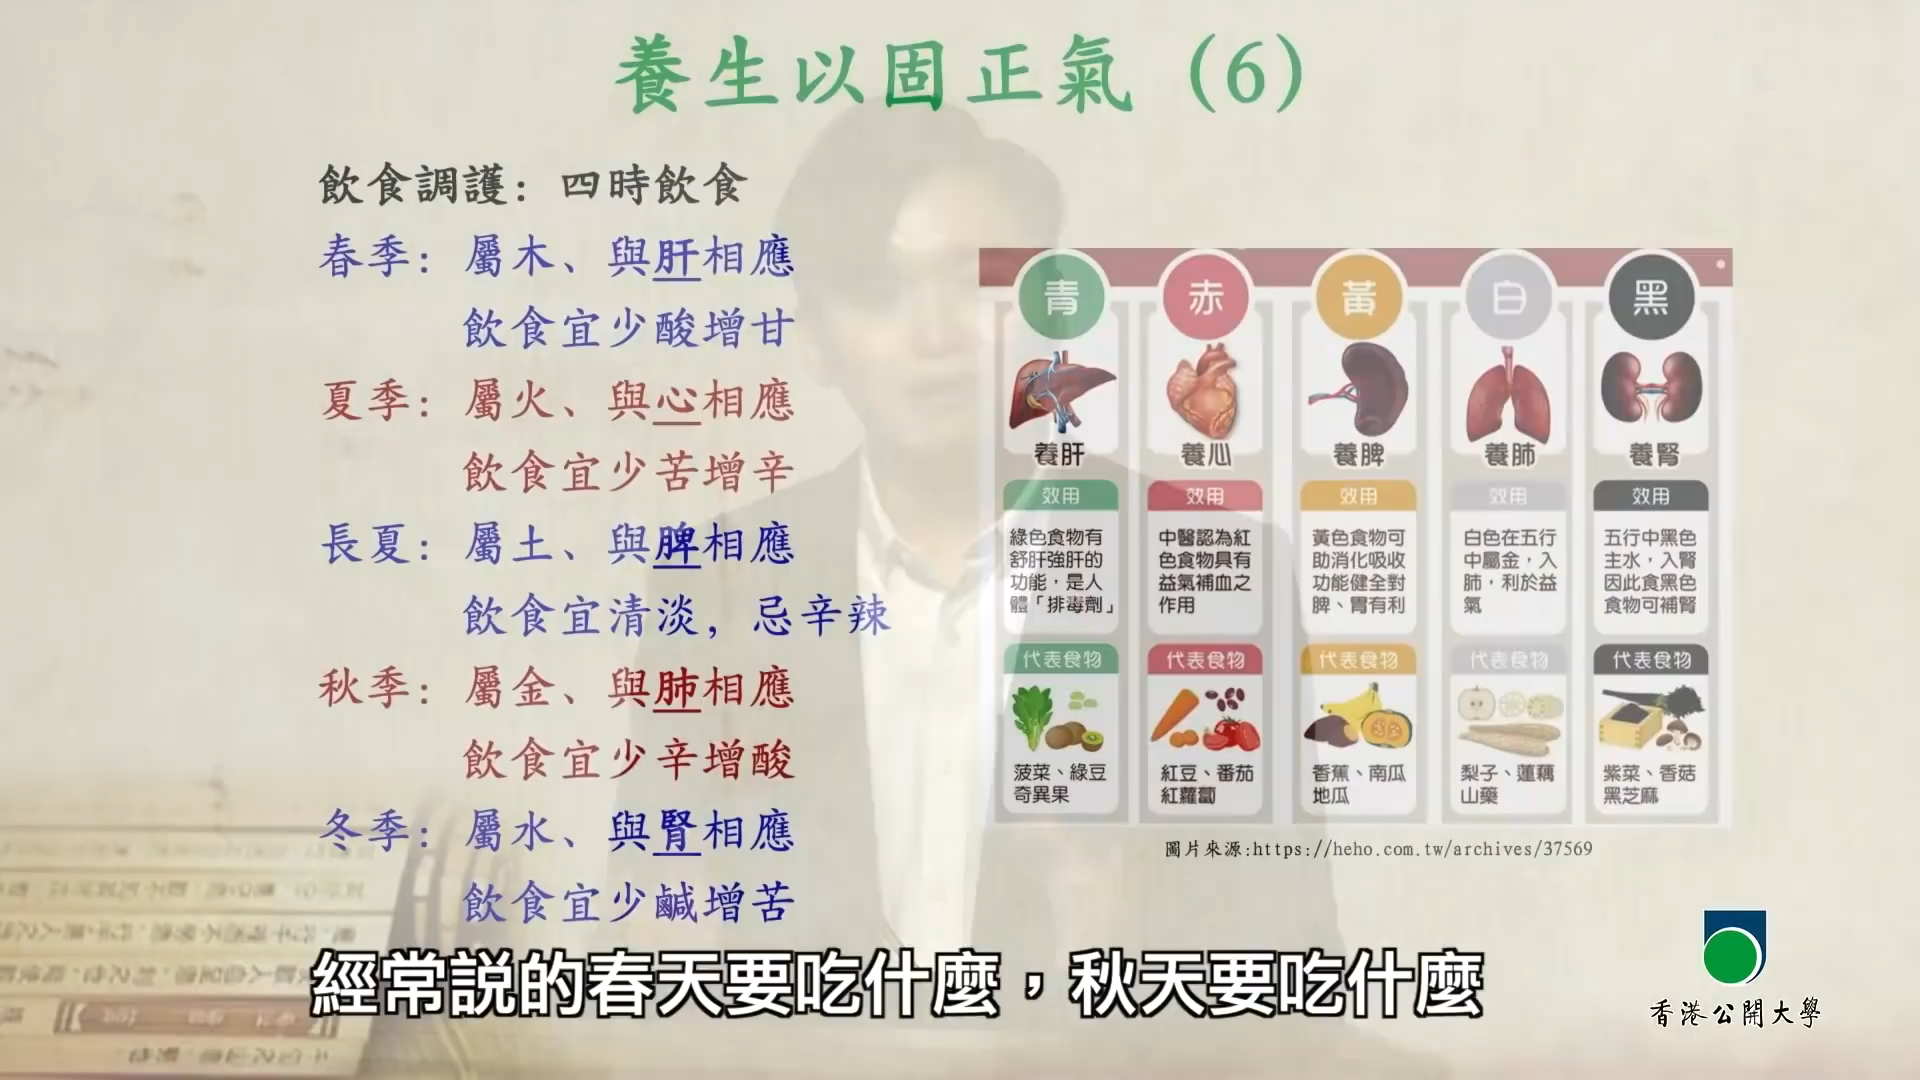 養生以固正氣（6）
飲食調護：四時飲食
春季：屬木、與肝相應
飲食宜少酸增甘
夏季：屬火、與心相應
飲食宜少苦增辛
長夏：屬土、與脾相應
飲食宜清淡，忌辛辣
秋季：屬金、與肺相應
飲食宜少辛增酸
冬季：屬水、與腎相應
飲食宜少鹹增苦
青
養肝
效用
綠色食物有
舒肝強肝的
功能，是人
體「排毒劑」
代表食物
菠菜、綠豆
奇異果
赤
養心
效用
中醫認為紅
色食物具有
益氣補血之
作用
代表食物
紅豆、番茄
紅蘿蔔
黃
養脾
效用
黃色食物可
助消化吸收
功能健全對
脾、胃有利
代表食物
香蕉、南瓜
地瓜
白
養肺
效用
白色在五行
中屬金，入
肺，利於益
氣
代表食物
梨子、蓮藕
山藥
黑
養腎
效用
五行中黑色
主水，入腎
因此食黑色
食物可補腎
代表食物
紫菜、香菇
黑芝麻
圖片來源:https://heho.com.tw/archives/37569
經常説的春天要吃什麼，秋天要吃什麼
香港公開大學